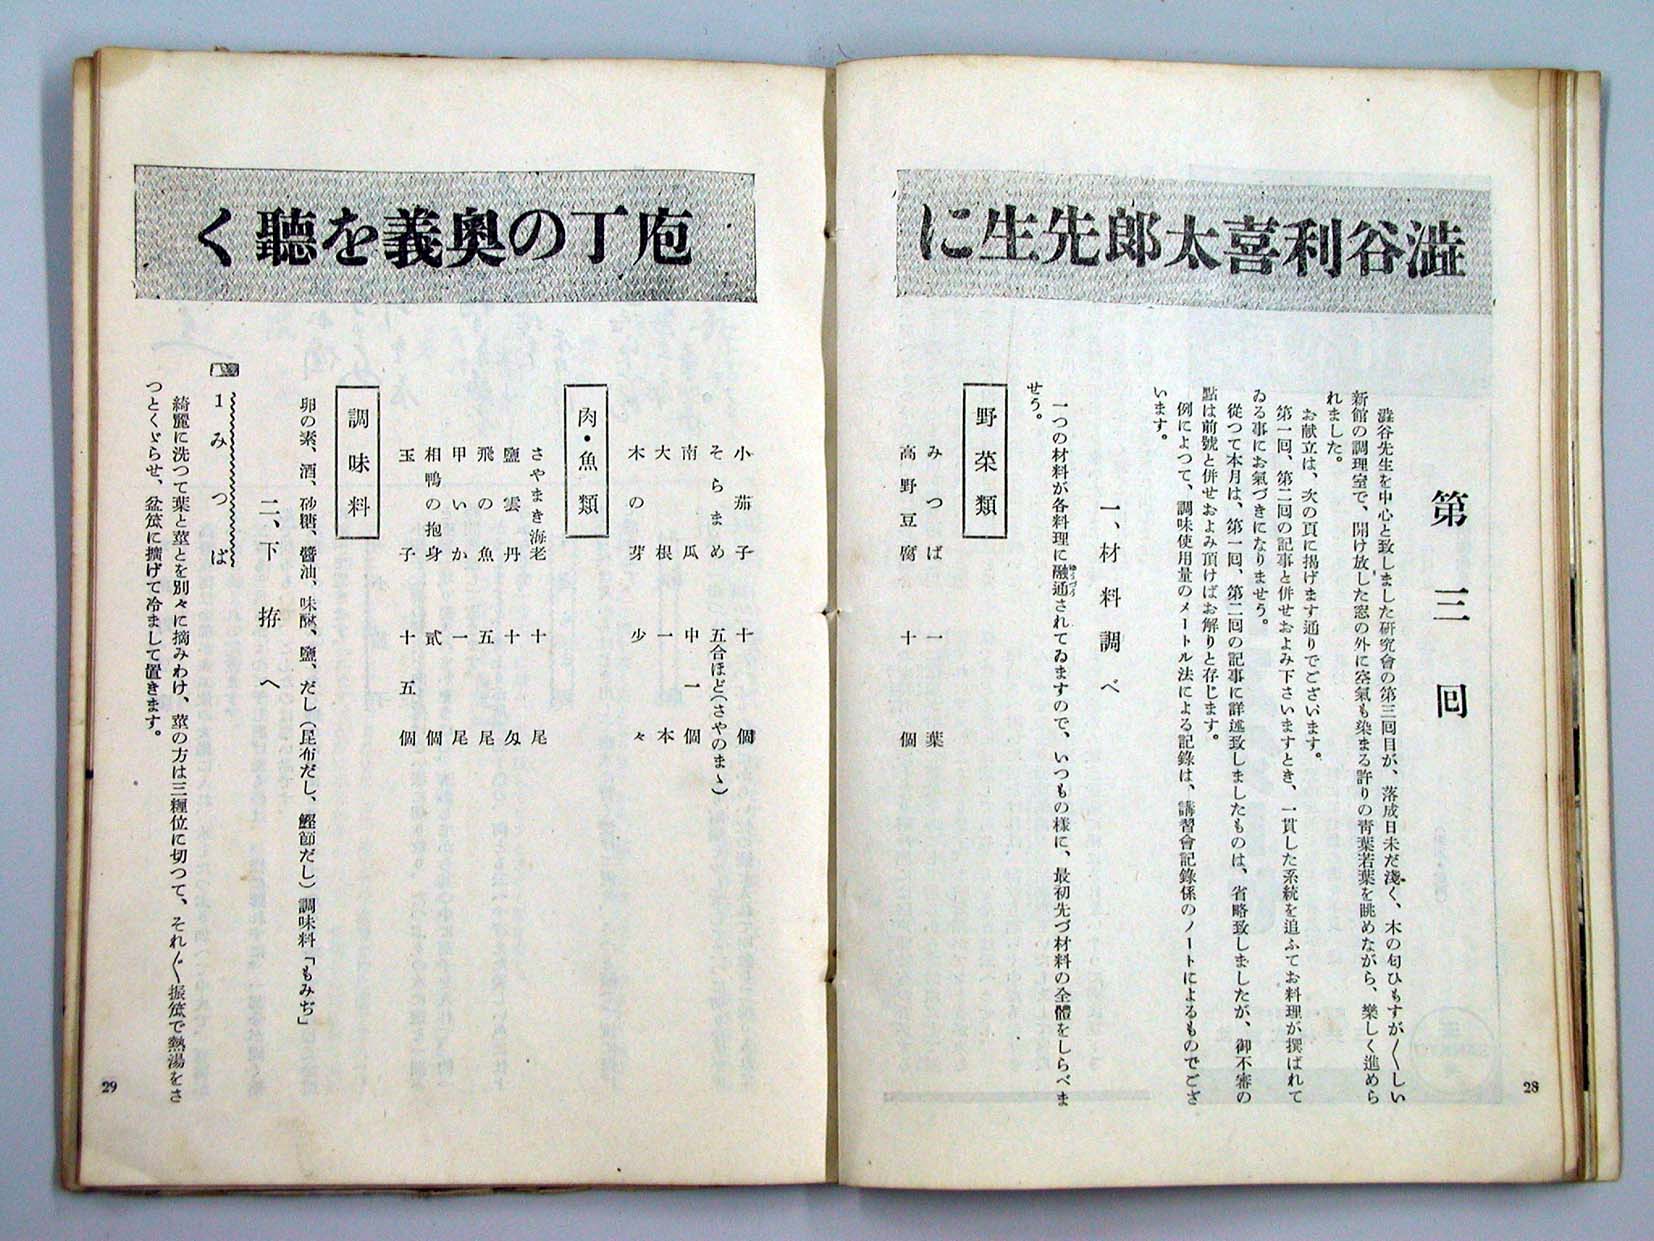 澁谷利喜太郎先生に
庖丁の奥義を聽く
第三回
澁谷先生を中心と致しました研究會の第三回目が、落成日未だ淺く、木の匂ひもすが〱しい
新館の調理室で、開け放した窓の外に空氣も染まる許りの靑葉若葉を眺めながら、樂しく進めら
れました。
お献立は、次の頁に揭げます通りでございます。
第一回、第二回の記事と併せおよみ下さいますとき、一貫した系統を追ふてお料理が撰ばれて
ゐる事にお氣づきになりませう。
從つて本月は、第一回、第二回の記事に詳述致しましたものは、省略致しましたが、御不審の
點は前號と併せおよみ頂けばお解りと存じます。
例によつて、調味使用量のメートル法による記錄は、講習會記錄係のノートによるものでござ
います。
一、材料調べ
一つの材料が各料理に融通されてゐますので、いつもの樣に、最初先づ材料の全體をしらべま
せう。
野菜類
みつば 一葉
高野豆腐 十個
28
小茄子 十個
そらまめ 五合ほど(さやのまゝ)
南瓜 中一個
大根 一本
木の芽 少々
肉・魚類
さやまき海老 十尾
鹽雲丹 十匁
飛の魚 五尾
甲いか 一尾
相鴨の抱身 貳個
玉子 十五個
調味料
卵の素、酒、砂糖、醬油、味醂、鹽、だし(昆布だし、鰹節だし)調味料「もみぢ」
二、下拵へ
1みつば
綺麗に洗つて葉と莖とを別々に摘みわけ、莖の方は三糎位に切つて、それ〲振笊で熱湯をさ
つとくゞらせ、盆笊に擴げて冷まして置きます。
29